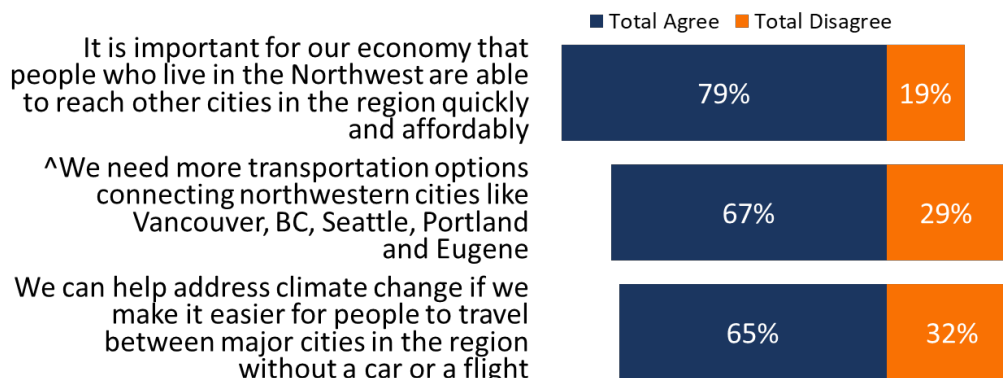 Total Agree Total Disagree
It is important for our economy that
people who live in the Northwest are able
to reach other cities in the region quickly
and affordably
79% 19%
^We need more transportation options
connecting northwestern cities like
Vancouver, BC, Seattle, Portland
and Eugene
67% 29%
We can help address climate change if we
make it easier for people to travel
between major cities in the region
without a car or a flight
65% 32%